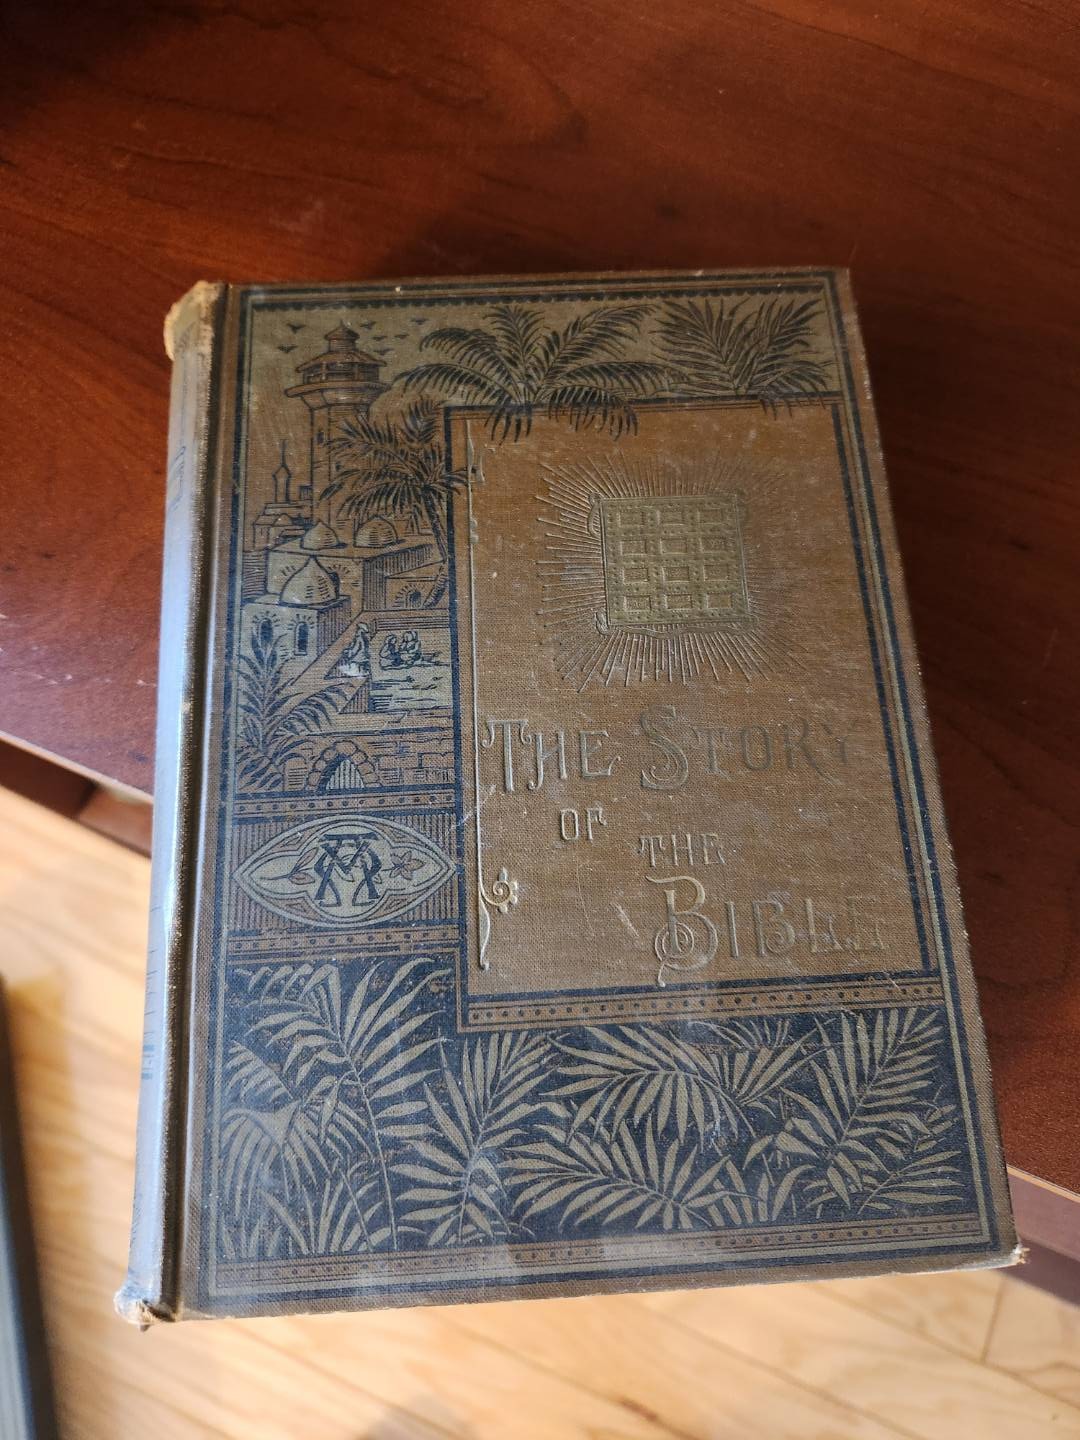 THE STORY
OF THE
BIBLE